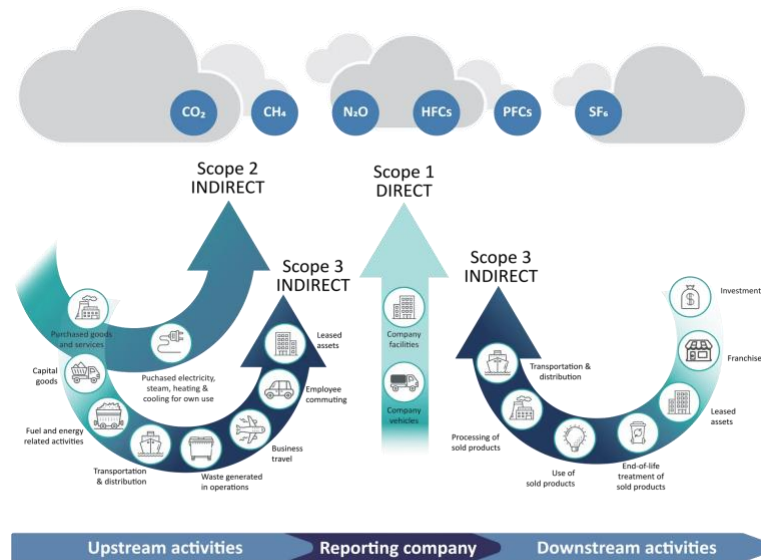 CO₂
CH₄
N₂O
HFCs
PFCs
SF₆
Scope 2
INDIRECT
Scope 1
DIRECT
Scope 3
INDIRECT
Scope 3
INDIRECT
Purchased goods
and services
Puchased electricity,
steam, heating &
cooling for own use
Leased
assets
Capital
goods
Employee
commuting
Fuel and energy
related activities
Business
travel
Transportation
& distribution
Waste generated
in operations
Company
facilities
Company
vehicles
Investment
Franchise
Transportation &
distribution
Leased
assets
Processing of
sold products
Use of
sold products
End-of-life
treatment of
sold products
Upstream activities
Reporting company
Downstream activities